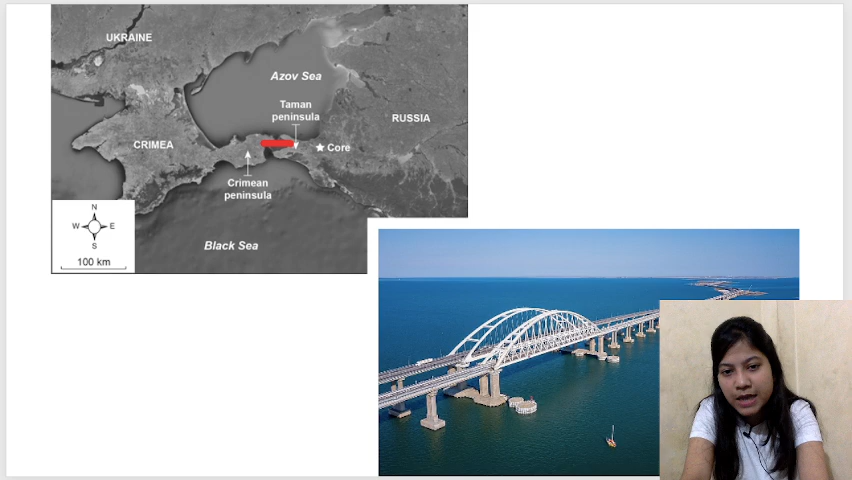 UKRAINE
Azov Sea
Taman
peninsula
RUSSIA
CRIMEA
Core
Crimean
peninsula
N
W E
S
Black Sea
100 km